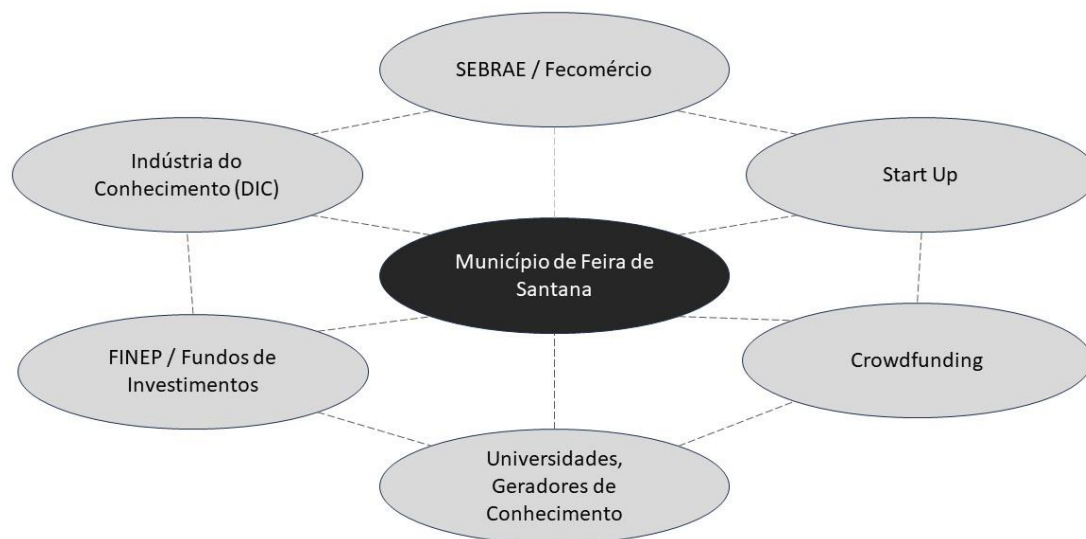 SEBRAE / Fecomércio
Indústria do
Conhecimento (DIC)
Start Up
Município de Feira de
Santana
FINEP / Fundos de
Investimentos
Crowdfunding
Universidades,
Geradores de
Conhecimento